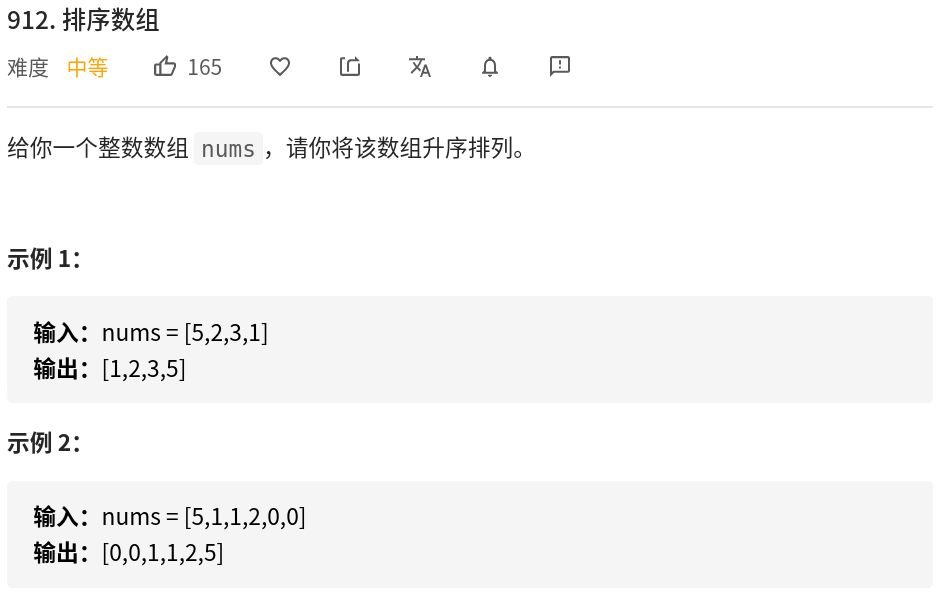 912. 排序数组
难度 中等 165
给你一个整数数组 nums，请你将该数组升序排列。
示例 1：
输入：nums = [5,2,3,1]
输出：[1,2,3,5]
示例 2：
输入：nums = [5,1,1,2,0,0]
输出：[0,0,1,1,2,5]